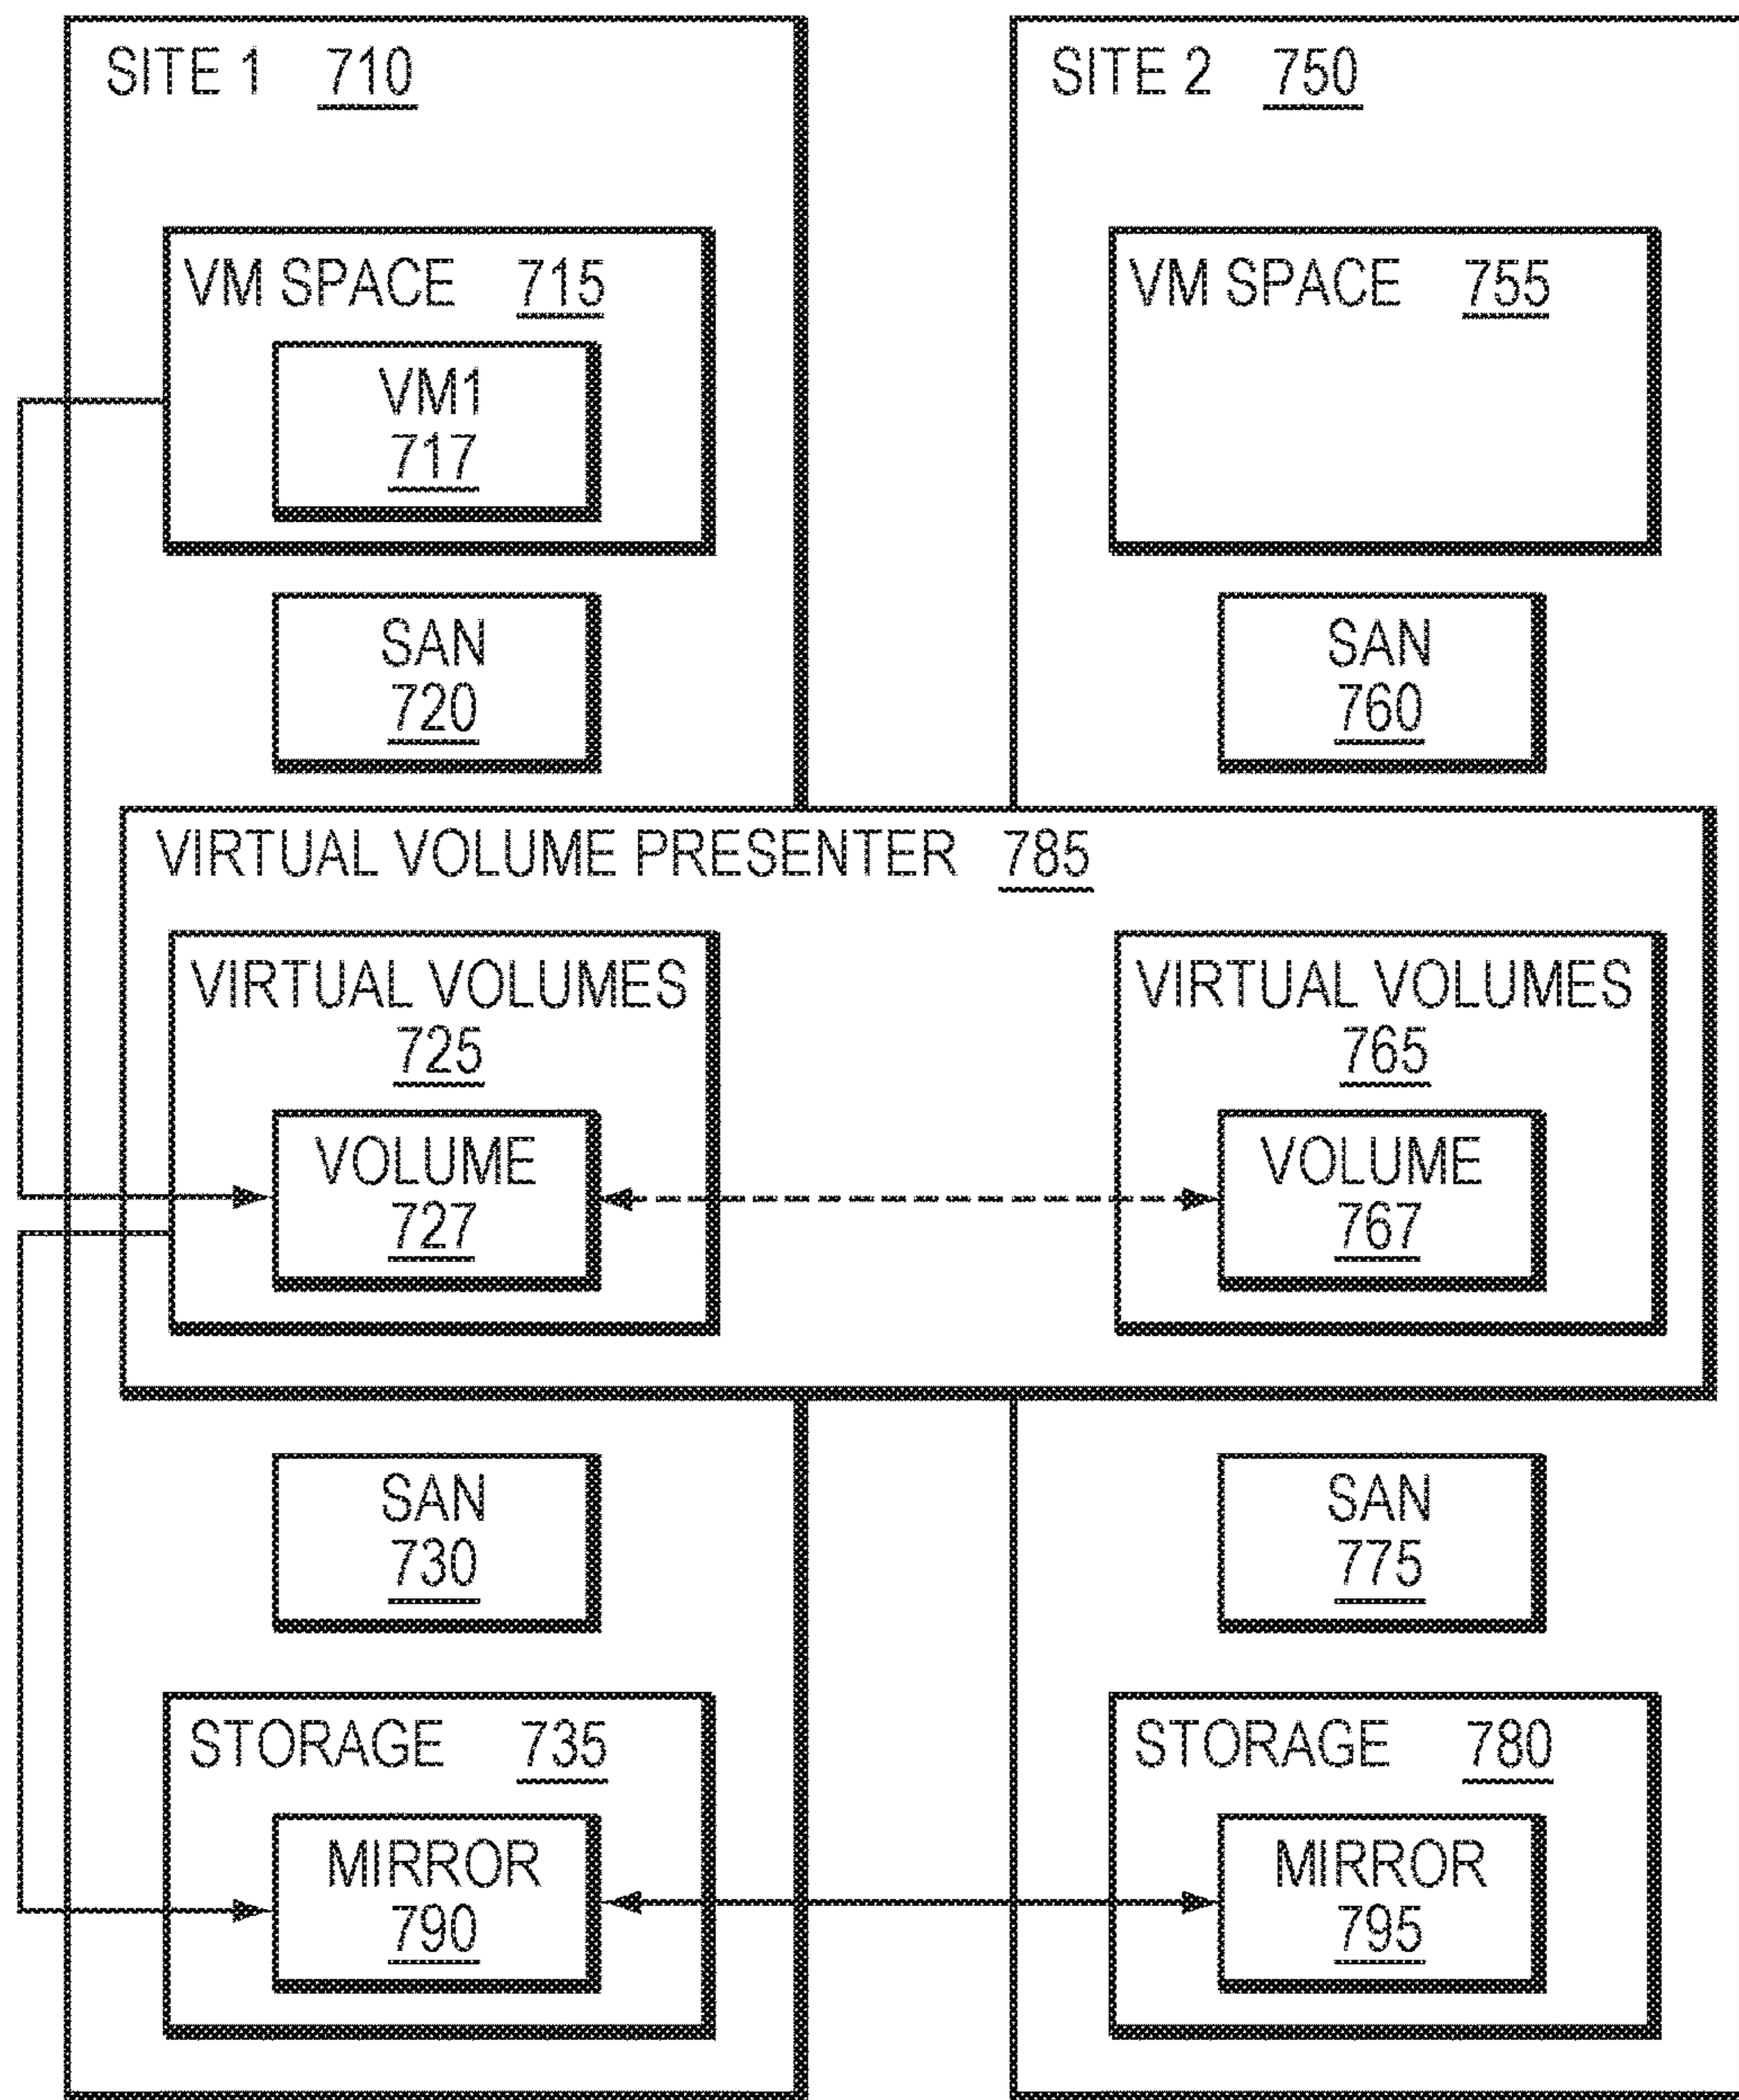 SITE 1 710
SITE 2 750
VM SPACE 715
VM1
717
VM SPACE 755
SAN
720
SAN
760
VIRTUAL VOLUME PRESENTER 785
VIRTUAL VOLUMES
725
VOLUME
727
VIRTUAL VOLUMES
765
VOLUME
767
SAN
730
SAN
775
STORAGE 735
MIRROR
790
STORAGE 780
MIRROR
795